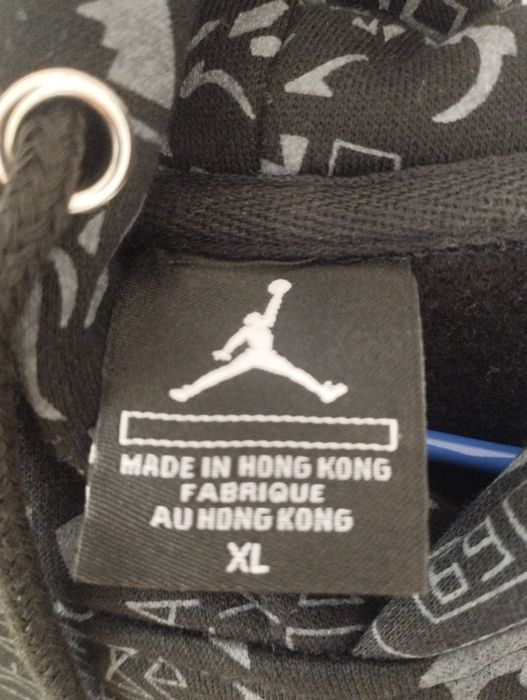 MADE IN HONG KONG
FABRIQUE
AU HONG KONG
XL